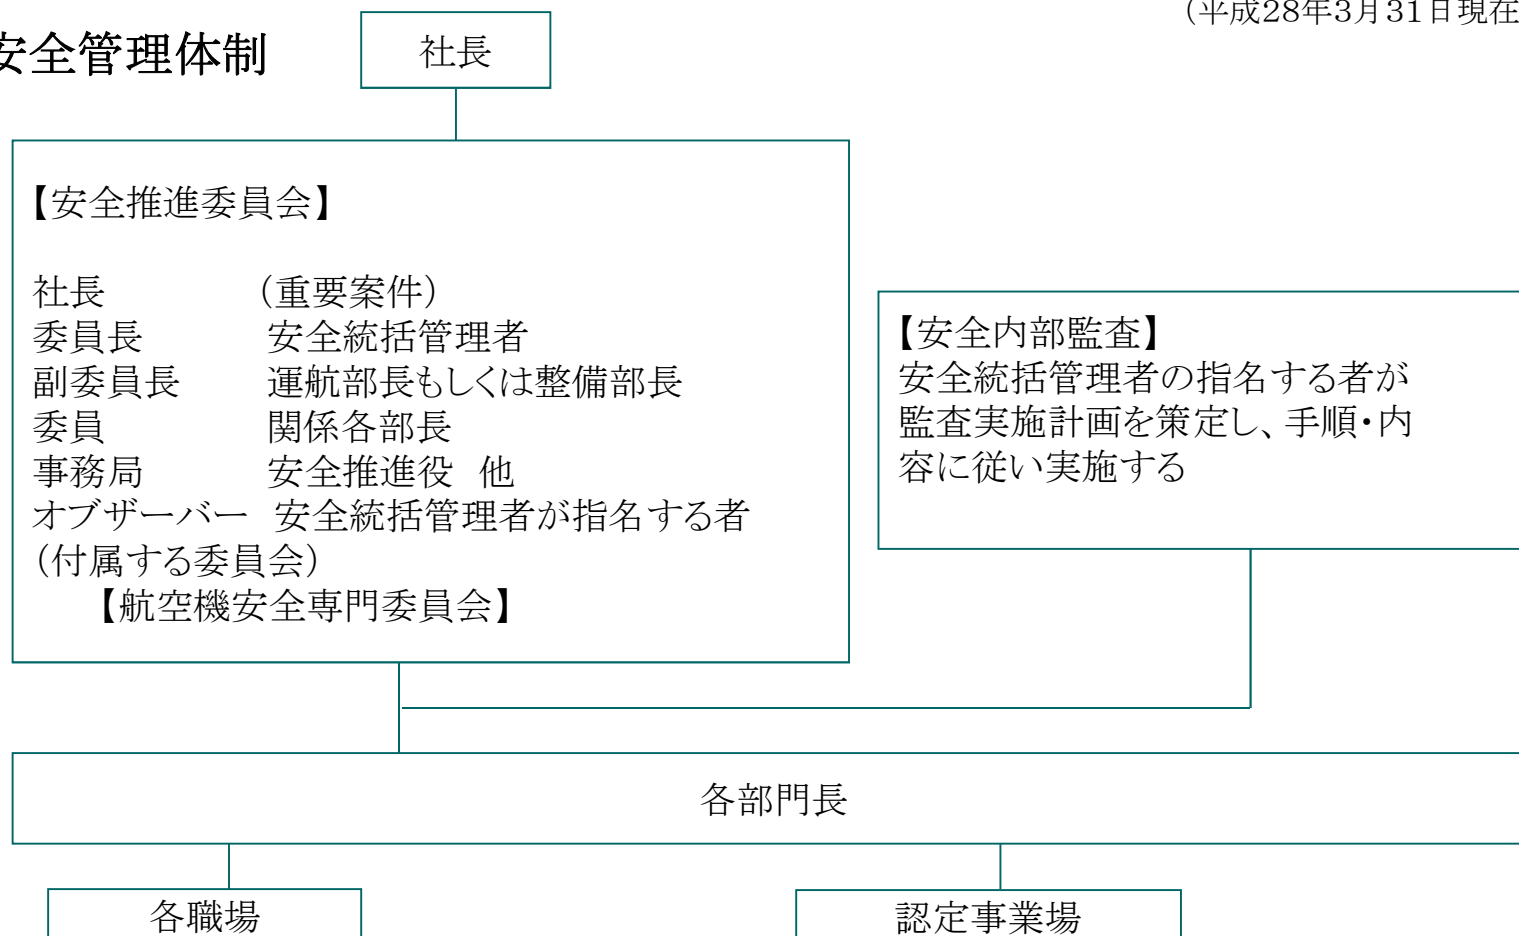 (平成28年3月31日現在
安全管理体制
社長
【安全推進委員会】
社長 (重要案件)
委員長 安全統括管理者
副委員長 運航部長もしくは整備部長
委員 関係各部長
事務局 安全推進役 他
オブザーバー 安全統括管理者が指名する者
(付属する委員会)
【航空機安全専門委員会】
【安全内部監査】
安全統括管理者の指名する者が
監査実施計画を策定し、手順・内
容に従い実施する
各部門長
各職場
認定事業場